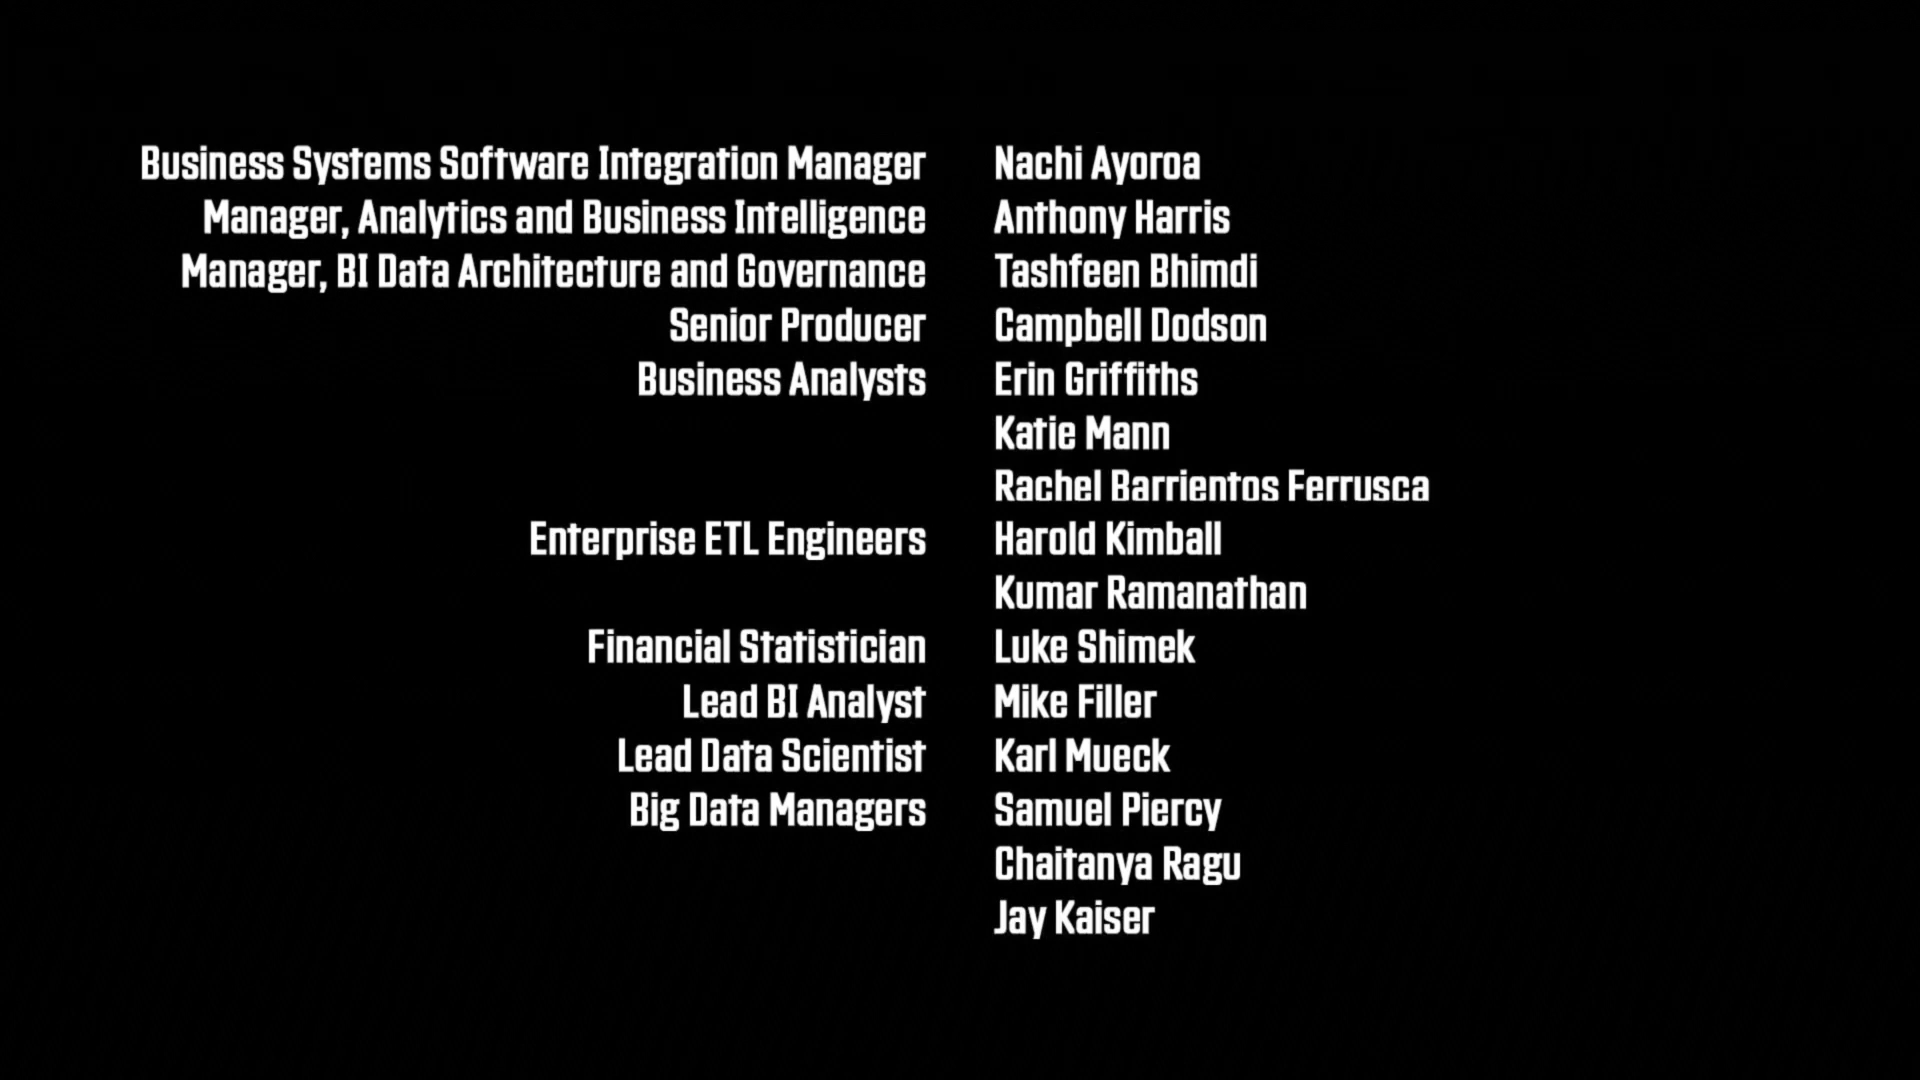 Business Systems Software Integration Manager Nachi Ayoroa
Manager, Analytics and Business Intelligence Anthony Harris
Manager, BI Data Architecture and Governance Tashfeen Bhimdi
Senior Producer Campbell Dodson
Business Analysts Erin Griffiths
Katie Mann
Rachel Barrientos Ferrusca
Enterprise ETL Engineers Harold Kimball
Kumar Ramanathan
Financial Statistician Luke Shimek
Lead BI Analyst Mike Filler
Lead Data Scientist Karl Mueck
Big Data Managers Samuel Piercy
Chaitanya Ragu
Jay Kaiser